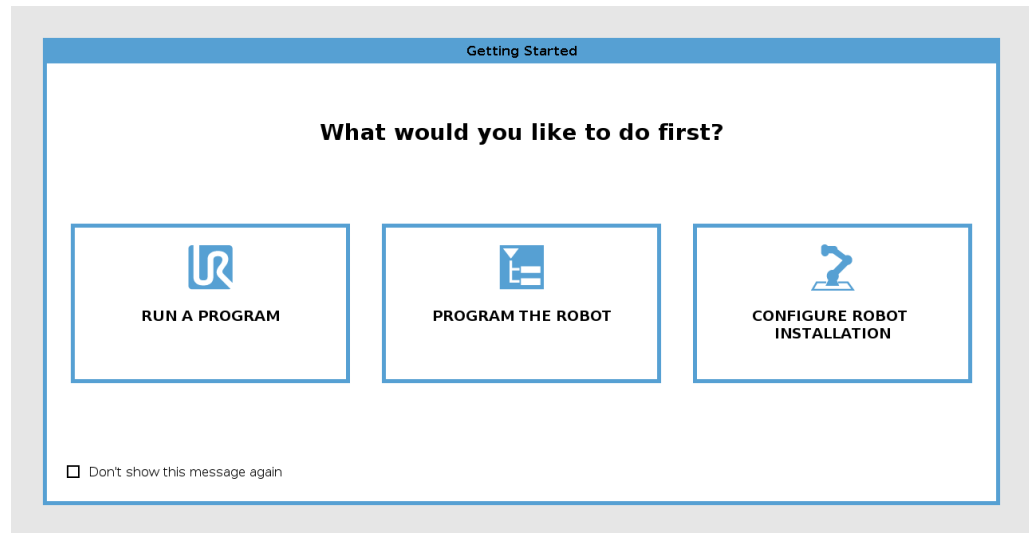 Getting Started
What would you like to do first?
RUN A PROGRAM
PROGRAM THE ROBOT
CONFIGURE ROBOT
INSTALLATION
Don't show this message again